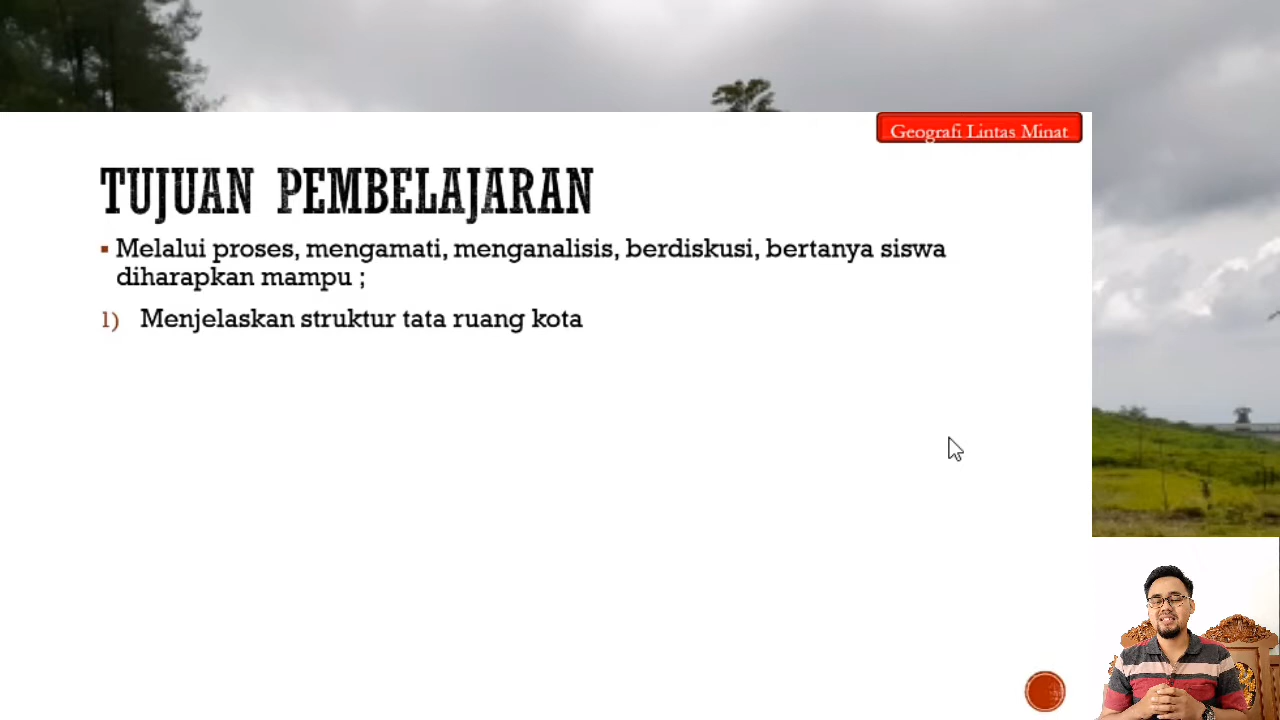 Geografi Lintas Minat
TUJUAN PEMBELAJARAN
▪ Melalui proses, mengamati, menganalisis, berdiskusi, bertanya siswa
diharapkan mampu ;
1) Menjelaskan struktur tata ruang kota